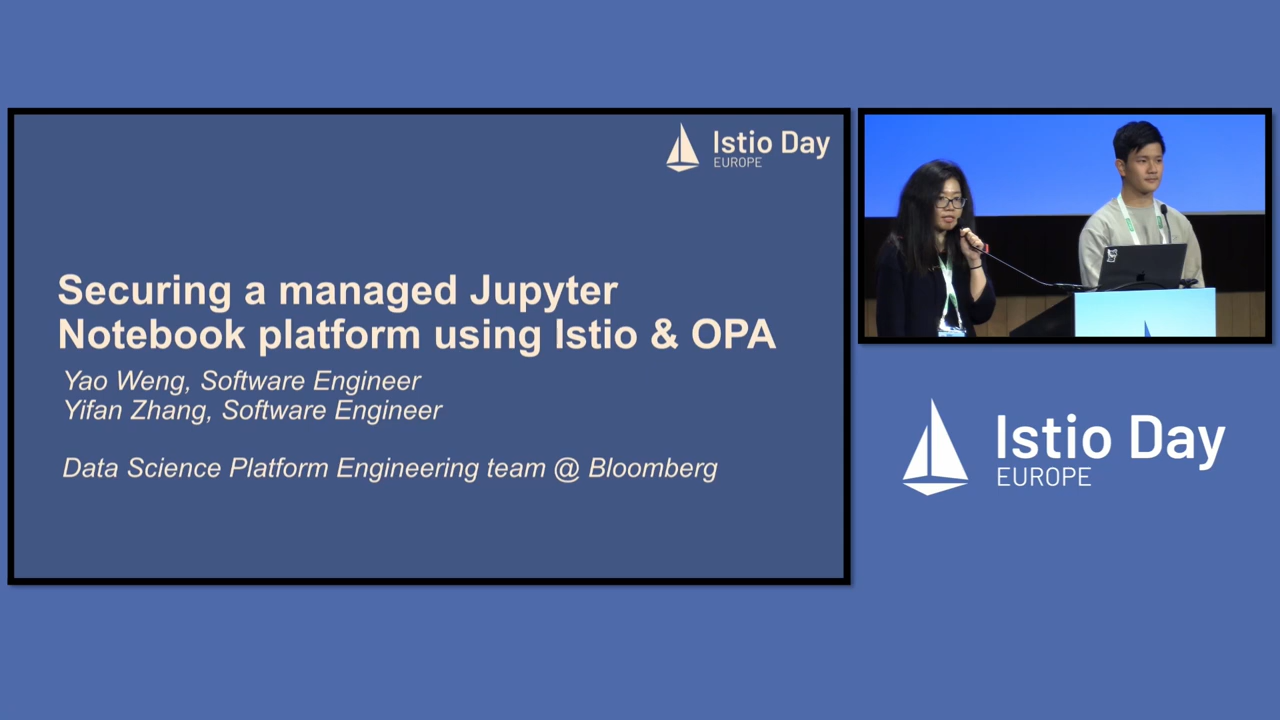 Istio Day
EUROPE
Securing a managed Jupyter
Notebook platform using Istio & OPA
Yao Weng, Software Engineer
Yifan Zhang, Software Engineer
Data Science Platform Engineering team @ Bloomberg
Istio Day
EUROPE